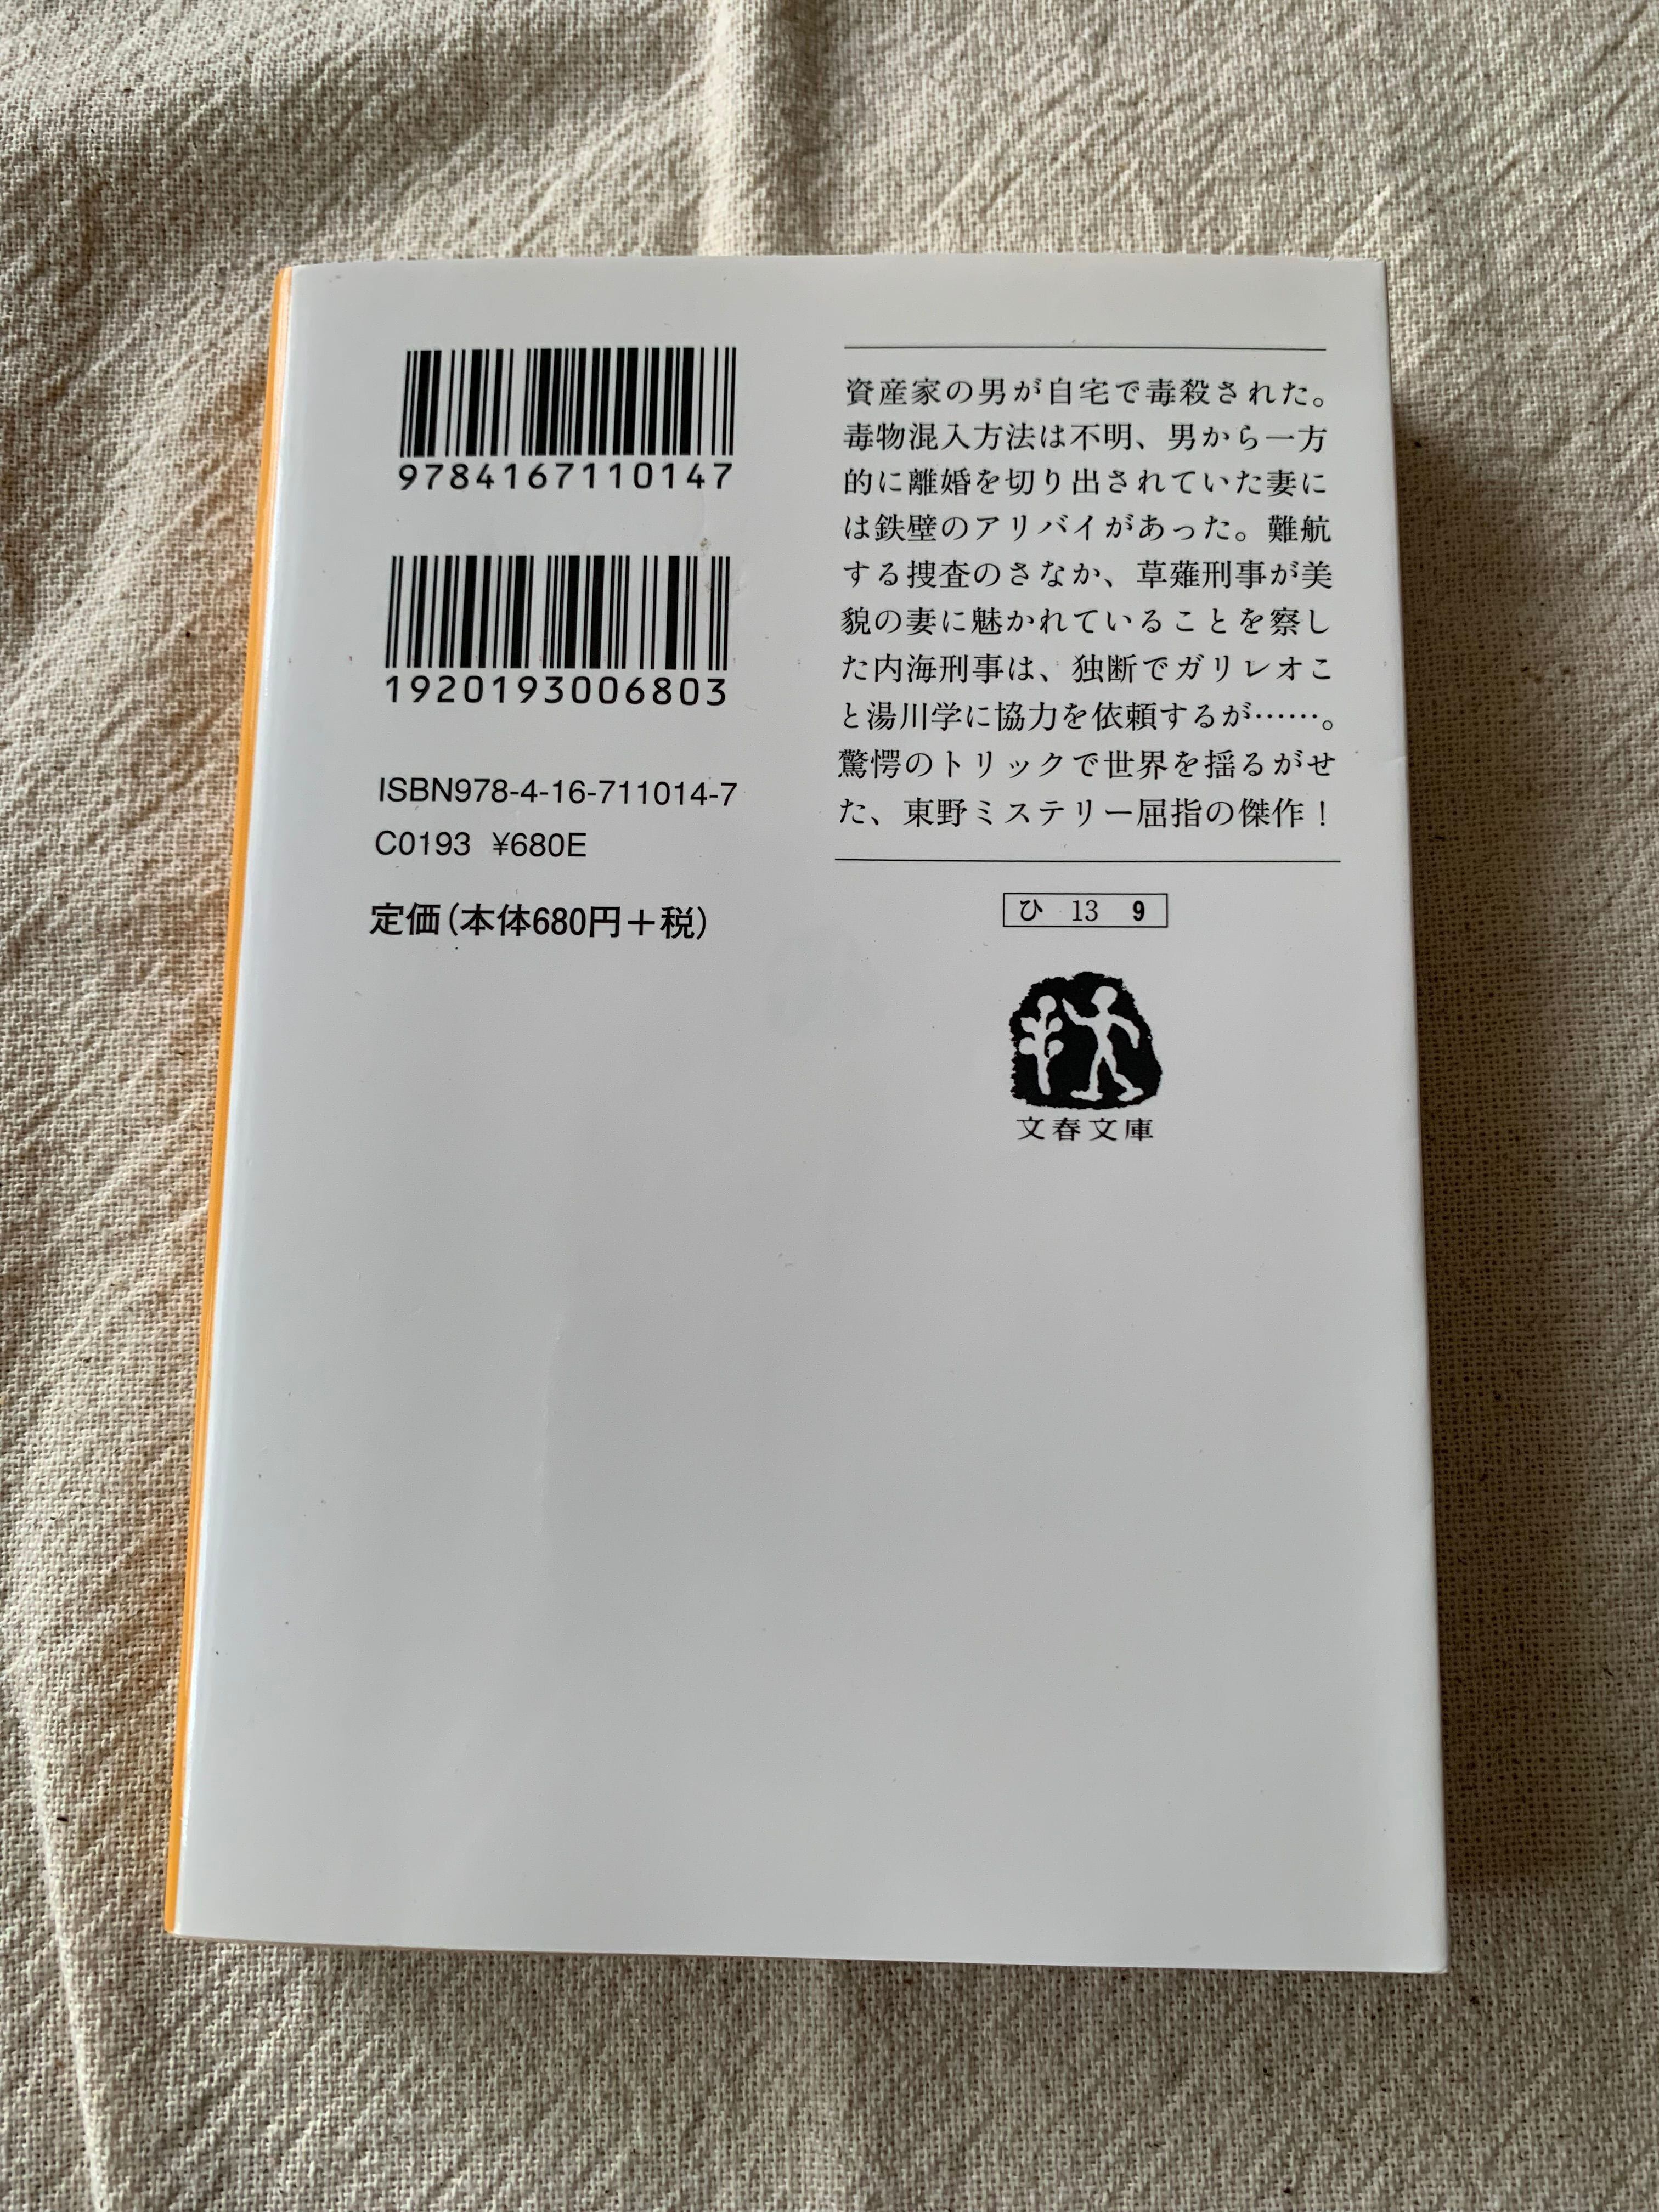 9784167110147
1920193006803
ISBN978-4-16-711014-7
C0193 ¥680E
定価(本体680円+税)
資産家の男が自宅で毒殺された。
毒物混入方法は不明、男から一方
的に離婚を切り出されていた妻に
は鉄壁のアリバイがあった。難航
する捜査のさなか、草薙刑事が美
貌の妻に魅かれていることを察し
た内海刑事は、独断でガリレオこ
と湯川学に協力を依頼するが……。
驚愕のトリックで世界を揺るがせ
た、東野ミステリー屈指の傑作！
ひ 13 9
文春文庫